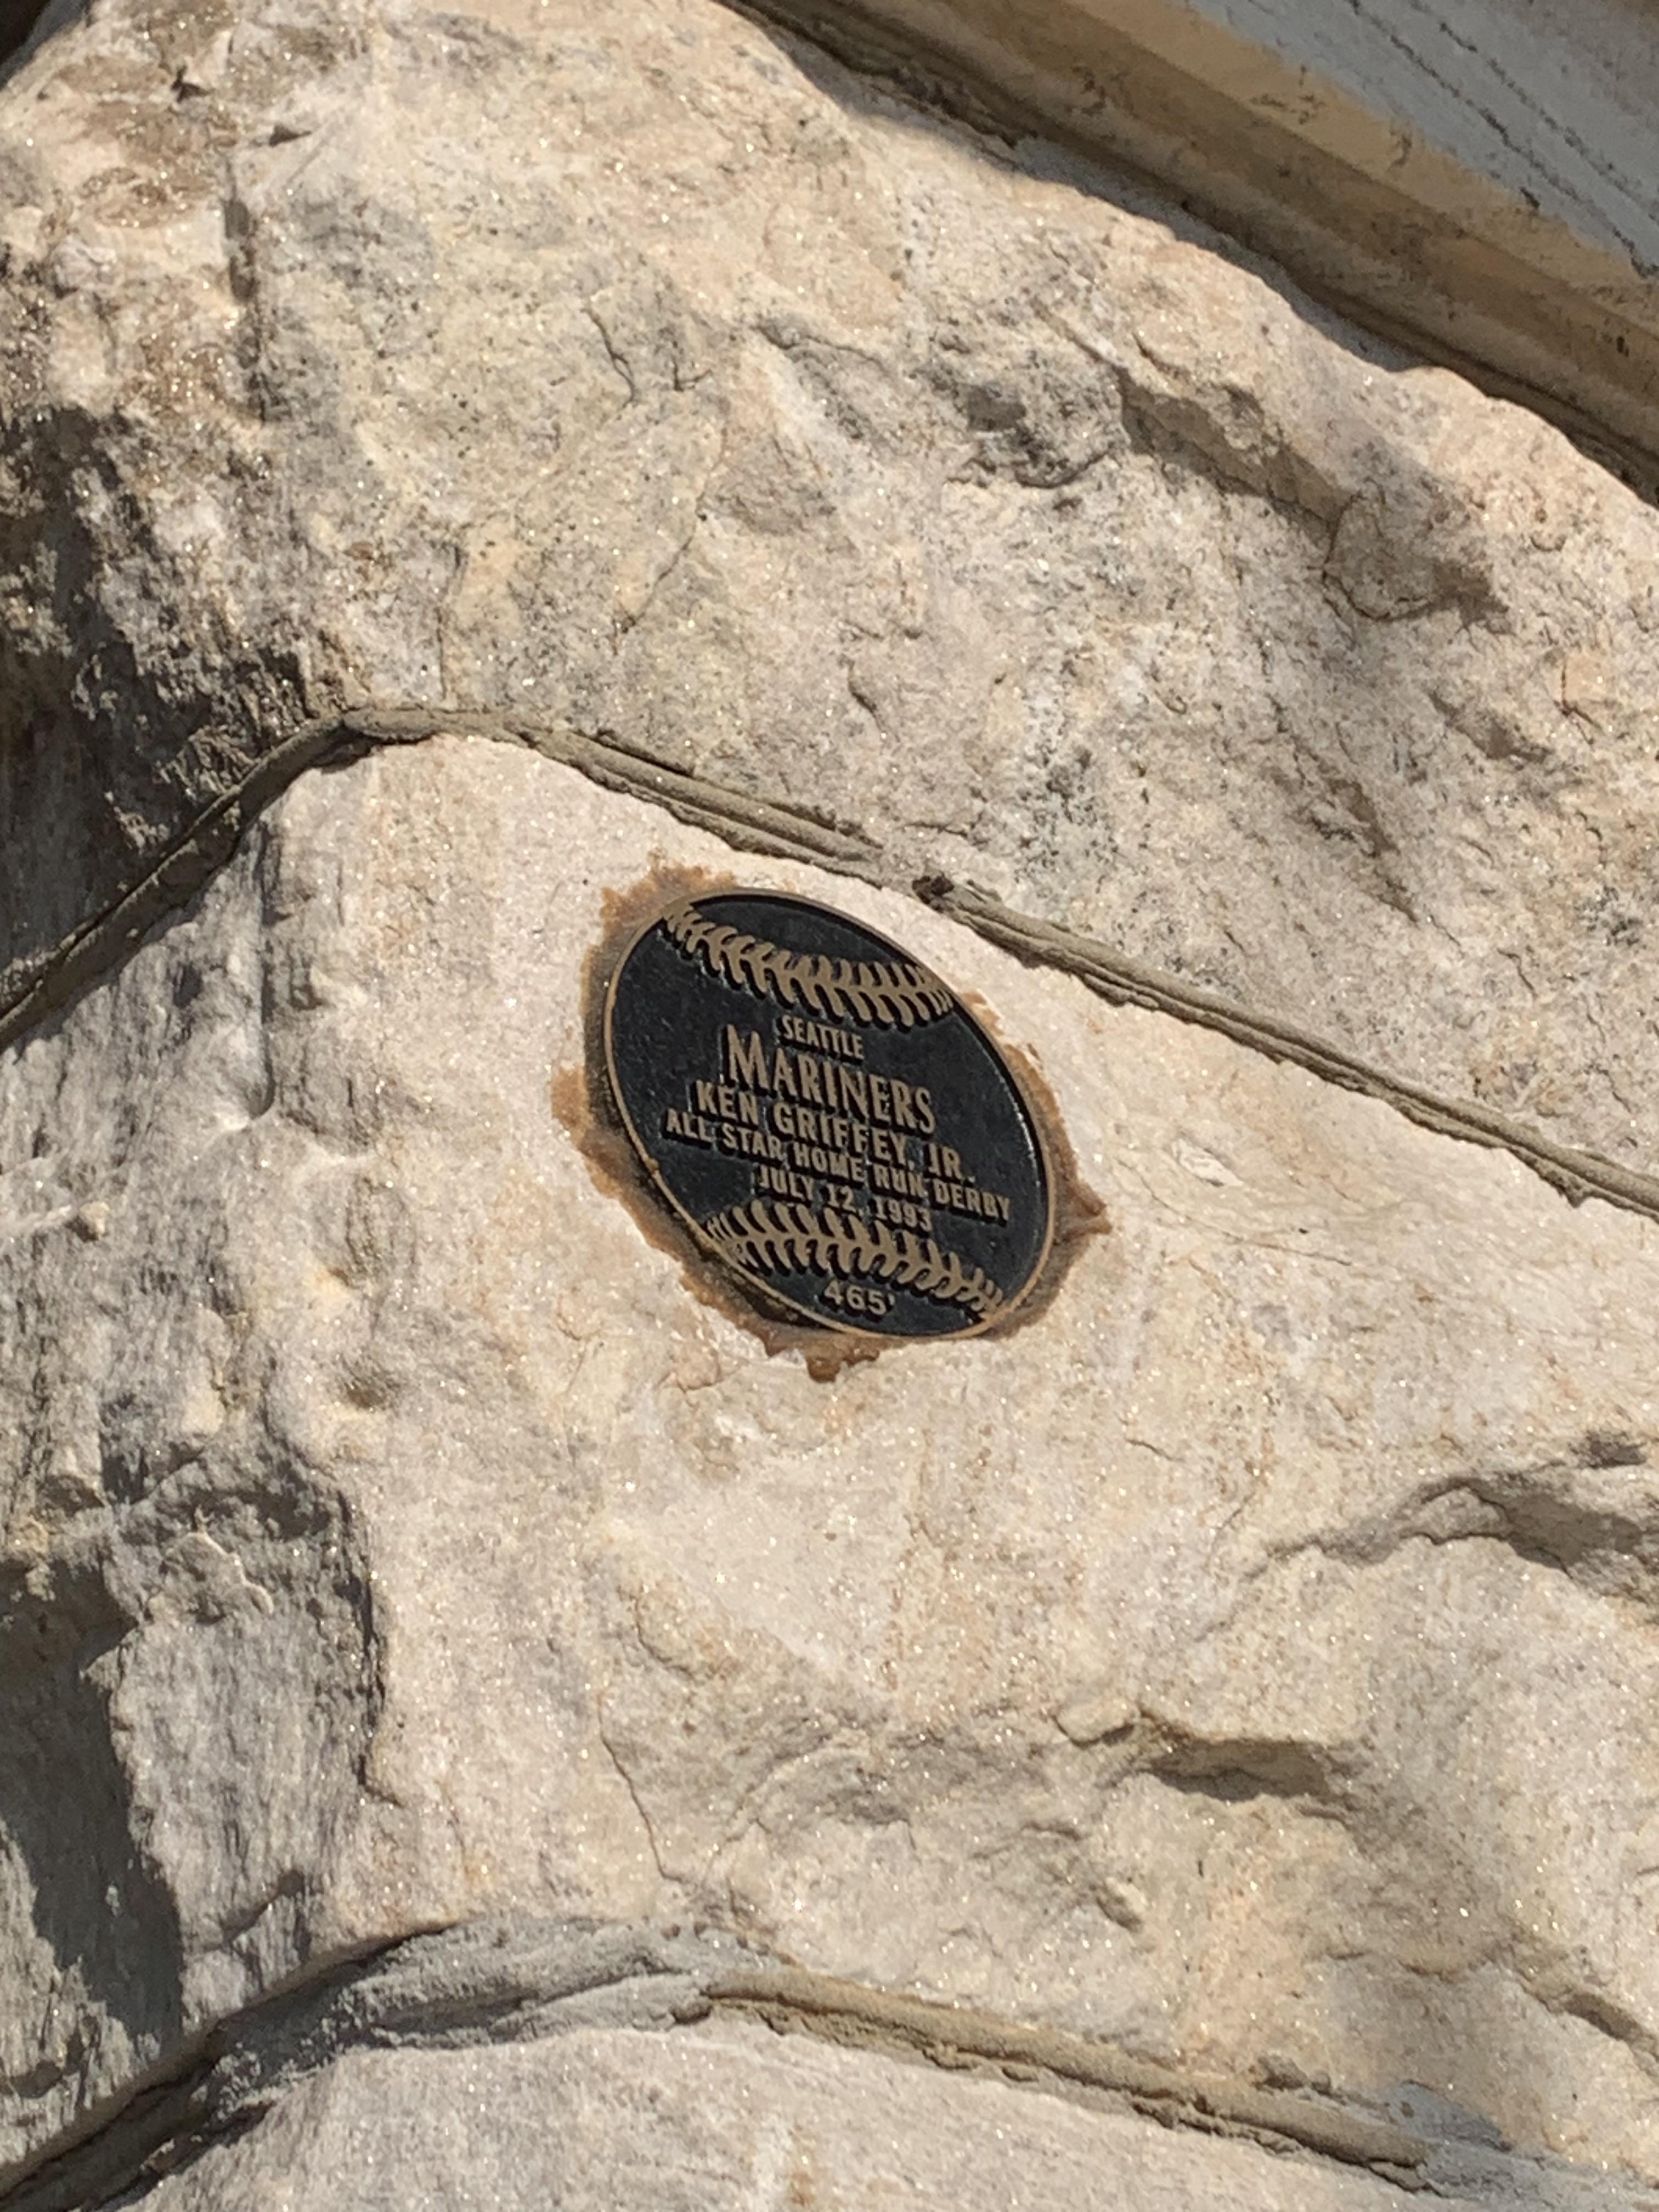 SEATTLE
MARINERS
KEN GRIFFEY, JR.
ALL STAR HOME RUN DERBY
JULY 12, 1993
465'